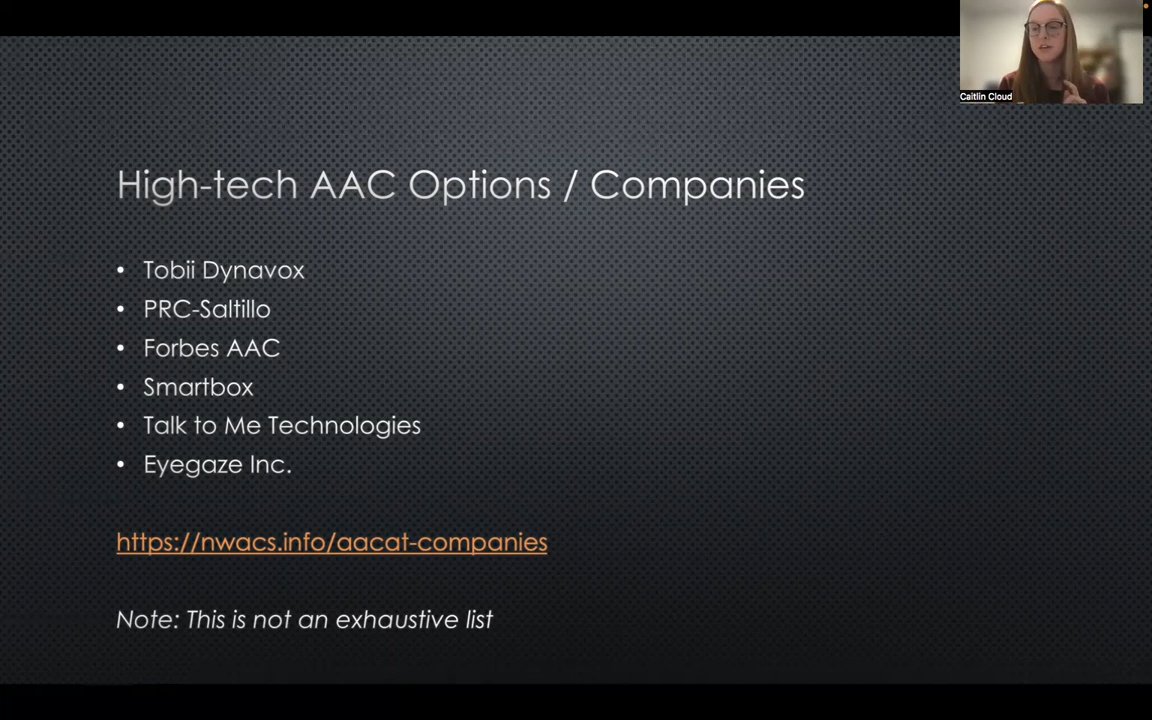 Caitlin Cloud
High-tech AAC Options / Companies
• Tobii Dynavox
• PRC-Saltillo
• Forbes AAC
• Smartbox
• Talk to Me Technologies
• Eyegaze Inc.
https://nwacs.info/aacat-companies
Note: This is not an exhaustive list